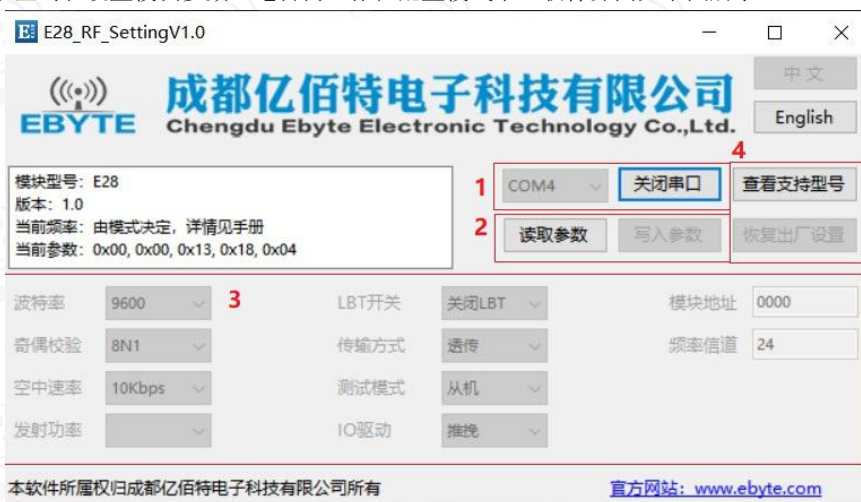 E28_RF_SettingV1.0
中 文
EBYTE
成都亿佰特电子科技有限公司
Chengdu Ebyte Electronic Technology Co.,Ltd.
English
4
模块型号：E28
版本：1.0
当前频率：由模式决定，详情见手册
当前参数：0x00, 0x00, 0x13, 0x18, 0x04
1 COM4 关闭串口 查看支持型号
2 读取参数 写入参数 恢复出厂设置
波特率 9600 3 LBT开关 关闭LBT 模块地址 0000
奇偶校验 8N1 传输方式 透传 频率信道 24
空中速率 10Kbps 测试模式 从机
发射功率 IO驱动 推挽
本软件所属权归成都亿佰特电子科技有限公司所有 官方网站：www.ebyte.com